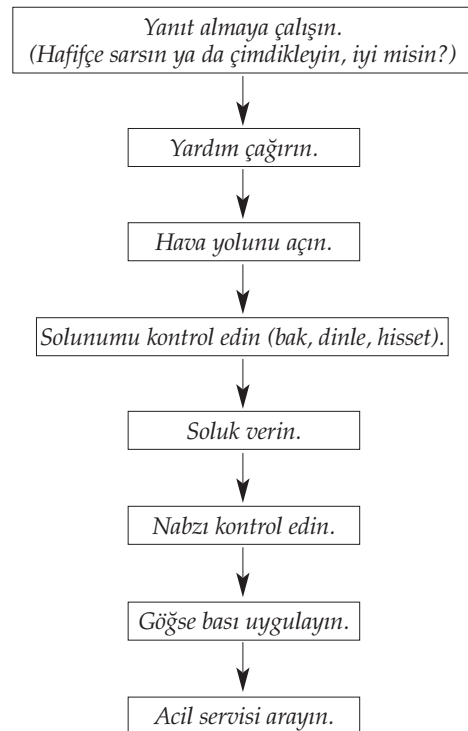 Yanıt almaya çalışın.
(Hafifçe sarsın ya da çimdikleyin, iyi misin?)
Yardım çağırın.
Hava yolunu açın.
Solunumu kontrol edin (bak, dinle, hisset).
Soluk verin.
Nabzı kontrol edin.
Göğse bası uygulayın.
Acil servisi arayın.